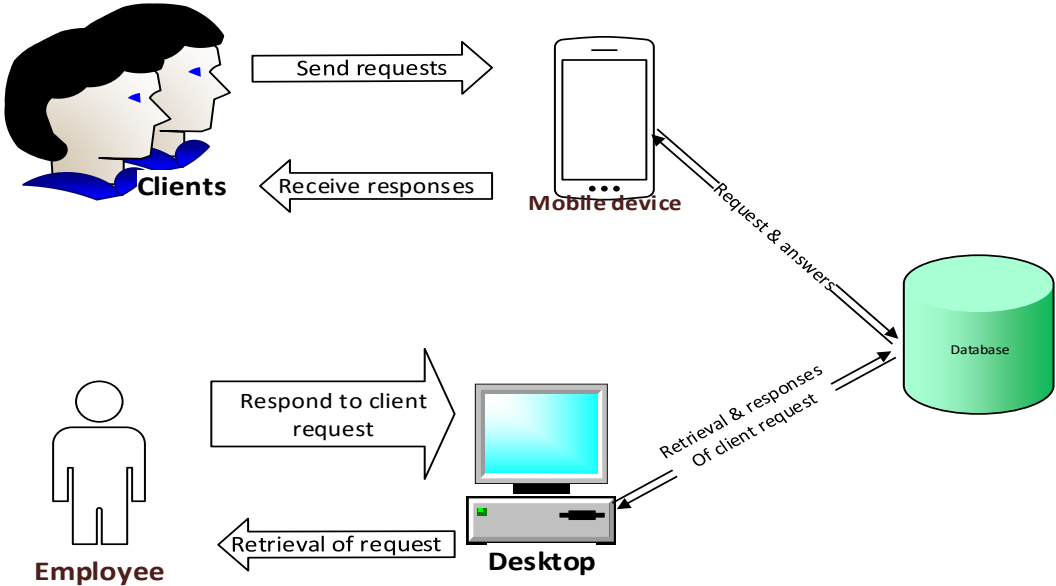 Send requests
Clients
Receive responses
Mobile device
Request & answers
Database
Respond to client
request
Retrieval & responses
Of client request
Retrieval of request
Employee
Desktop